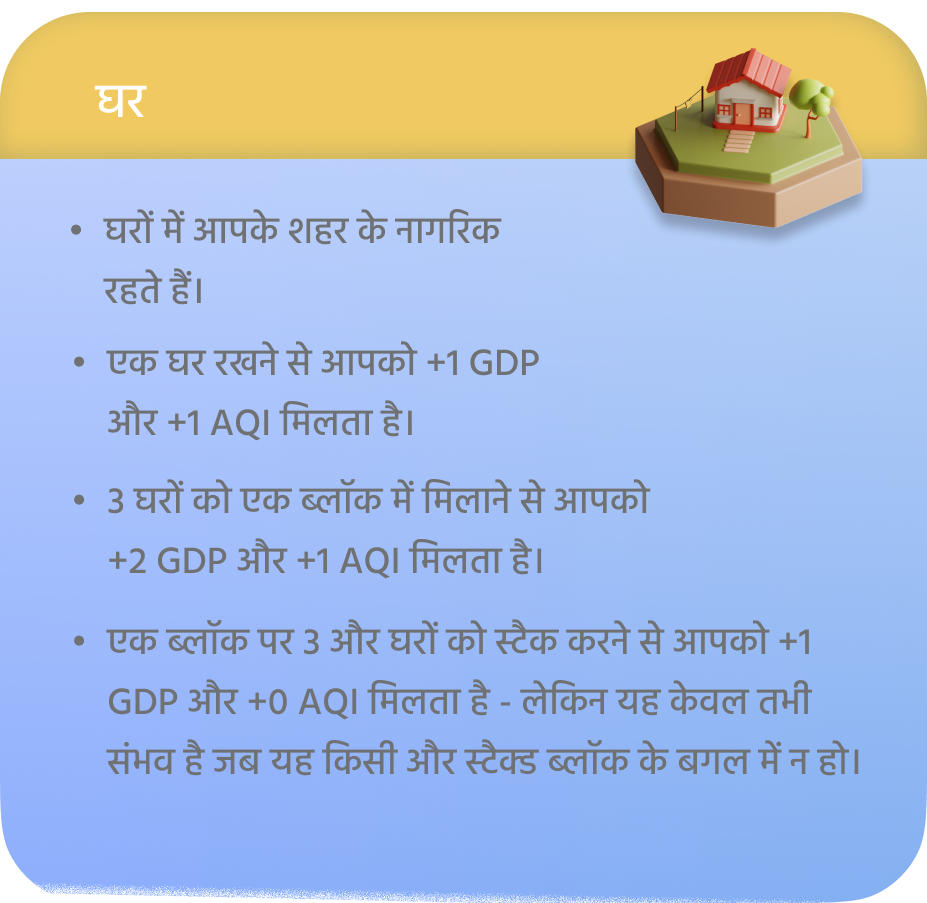 घर
• घरों में आपके शहर के नागरिक
रहते हैं।
• एक घर रखने से आपको +1 GDP
और +1 AQI मिलता है।
• 3 घरों को एक ब्लॉक में मिलाने से आपको
+2 GDP और +1 AQI मिलता है।
• एक ब्लॉक पर 3 और घरों को स्टैक करने से आपको +1
GDP और +0 AQI मिलता है - लेकिन यह केवल तभी
संभव है जब यह किसी और स्टैक्ड ब्लॉक के बगल में न हो।